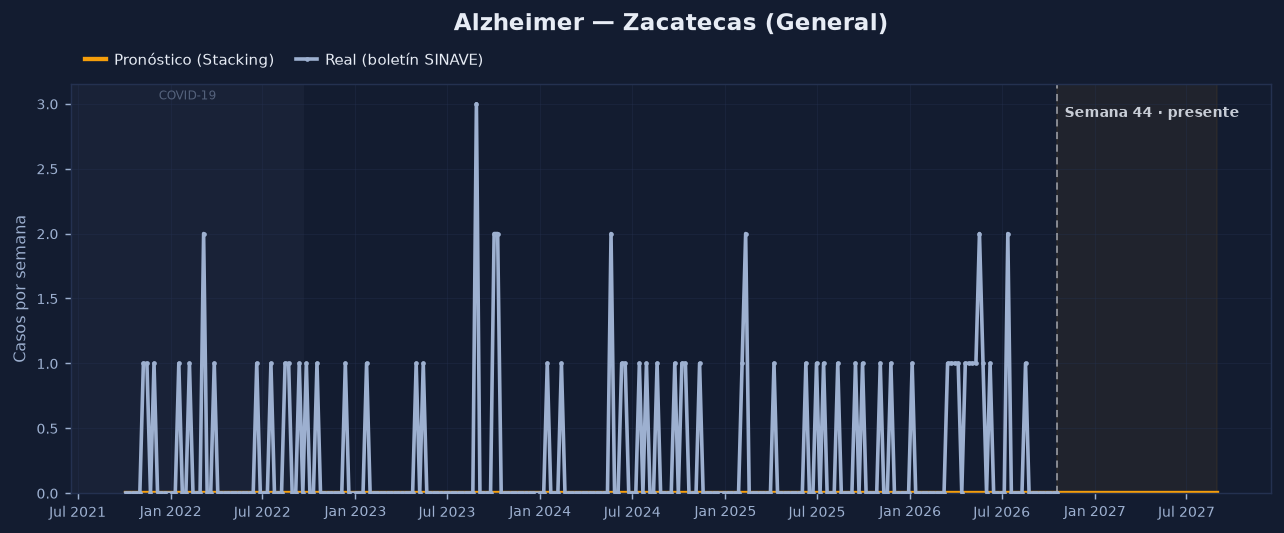 Alzheimer — Zacatecas (General)
Pronóstico (Stacking)
Real (boletín SINAVE)
COVID-19
Semana 44 · presente
Casos por semana
3.0
2.5
2.0
1.5
1.0
0.5
0.0
Jul 2021
Jan 2022
Jul 2022
Jan 2023
Jul 2023
Jan 2024
Jul 2024
Jan 2025
Jul 2025
Jan 2026
Jul 2026
Jan 2027
Jul 2027